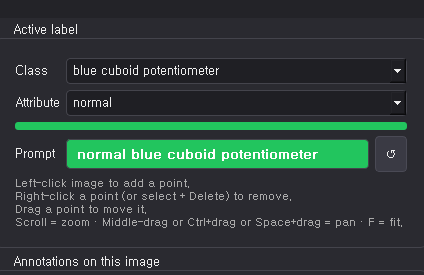 Active label
Class blue cuboid potentiometer
Attribute normal
Prompt normal blue cuboid potentiometer ↺
Left-click image to add a point.
Right-click a point (or select + Delete) to remove.
Drag a point to move it.
Scroll = zoom · Middle-drag or Ctrl+drag or Space+drag = pan · F = fit.
Annotations on this image